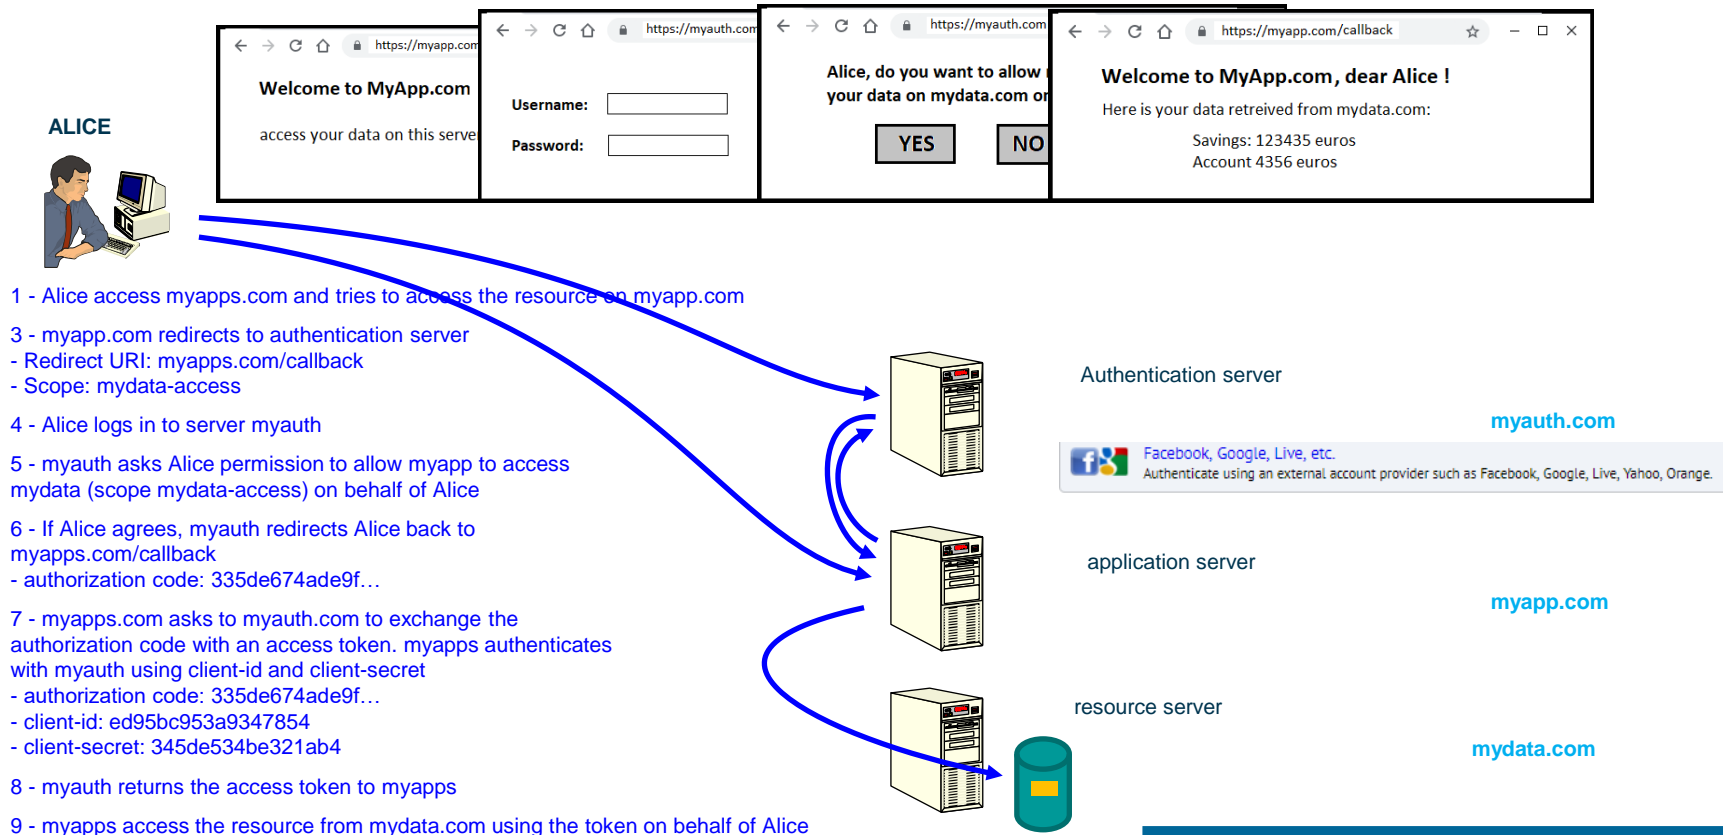 https://myapp.com
Welcome to MyApp.com
access your data on this serve
https://myauth.com
Username:
Password:
https://myauth.com
Alice, do you want to allow
your data on mydata.com or
YES
NO
https://myapp.com/callback
Welcome to MyApp.com, dear Alice !
Here is your data retreived from mydata.com:
Savings: 123435 euros
Account 4356 euros
ALICE
1 - Alice access myapps.com and tries to access the resource on myapp.com
3 - myapp.com redirects to authentication server
- Redirect URI: myapps.com/callback
- Scope: mydata-access
4 - Alice logs in to server myauth
5 - myauth asks Alice permission to allow myapp to access
mydata (scope mydata-access) on behalf of Alice
6 - If Alice agrees, myauth redirects Alice back to
myapps.com/callback
- authorization code: 335de674ade9f…
7 - myapps.com asks to myauth.com to exchange the
authorization code with an access token. myapps authenticates
with myauth using client-id and client-secret
- authorization code: 335de674ade9f…
- client-id: ed95bc953a9347854
- client-secret: 345de534be321ab4
8 - myauth returns the access token to myapps
9 - myapps access the resource from mydata.com using the token on behalf of Alice
Authentication server
myauth.com
Facebook, Google, Live, etc.
Authenticate using an external account provider such as Facebook, Google, Live, Yahoo, Orange.
application server
myapp.com
resource server
mydata.com